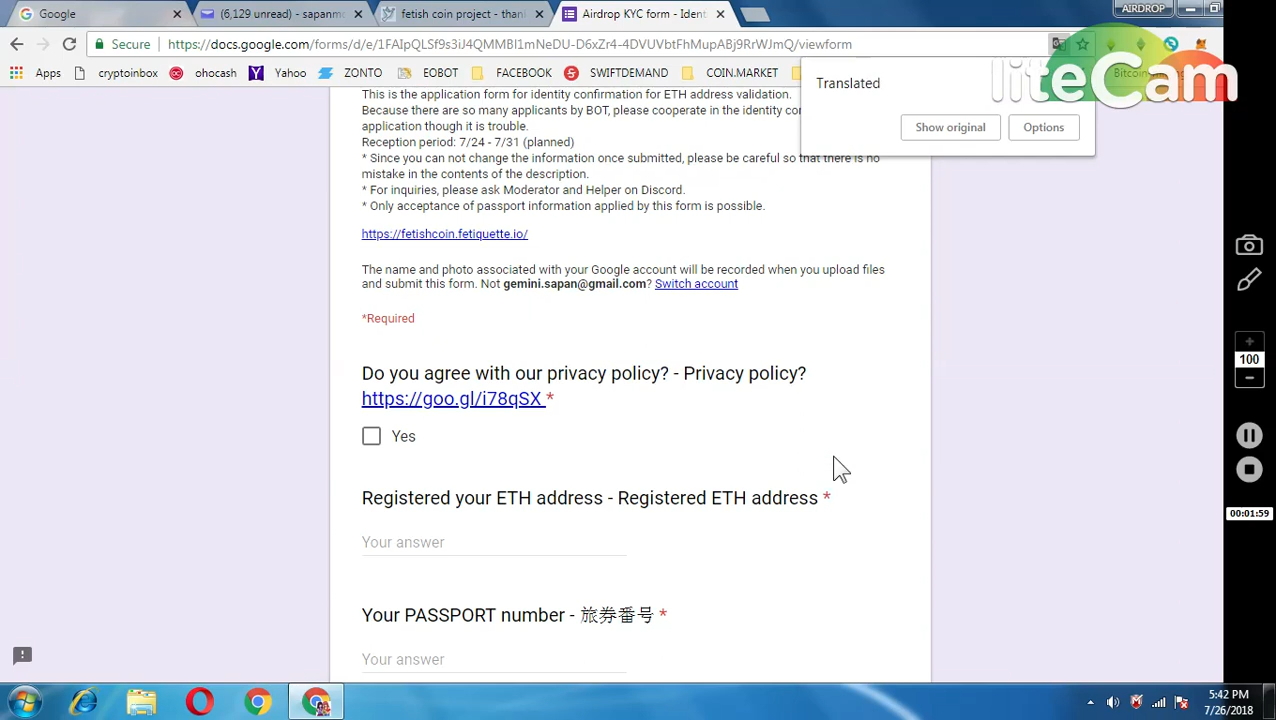 Google
(6,129 unread) sapanmo
fetish coin project - thank
Airdrop KYC form - Ident
AIRDROP
Secure
https://docs.google.com/forms/d/e/1FAIpQLSf9s3iJ4QMMBl1mNeDU-D6xZr4-4DVUVbtFhMupABj9RrWJmQ/viewform
Apps
cryptoinbox
ohocash
Yahoo
ZONTO
EOBOT
FACEBOOK
SWIFTDEMAND
COIN.MARKET
Bitcoin
liteCam
Translated
Show original
Options
This is the application form for identity confirmation for ETH address validation.
Because there are so many applicants by BOT, please cooperate in the identity
application though it is trouble.
Reception period: 7/24 - 7/31 (planned)
* Since you can not change the information once submitted, please be careful so that there is no
mistake in the contents of the description.
* For inquiries, please ask Moderator and Helper on Discord.
* Only acceptance of passport information applied by this form is possible.
https://fetishcoin.fetiquette.io/
The name and photo associated with your Google account will be recorded when you upload files
and submit this form. Not gemini.sapan@gmail.com? Switch account
*Required
Do you agree with our privacy policy? - Privacy policy?
https://goo.gl/i78qSX *
Yes
Registered your ETH address - Registered ETH address *
Your answer
Your PASSPORT number - 旅券番号 *
Your answer
100
00:01:59
5:42 PM
7/26/2018